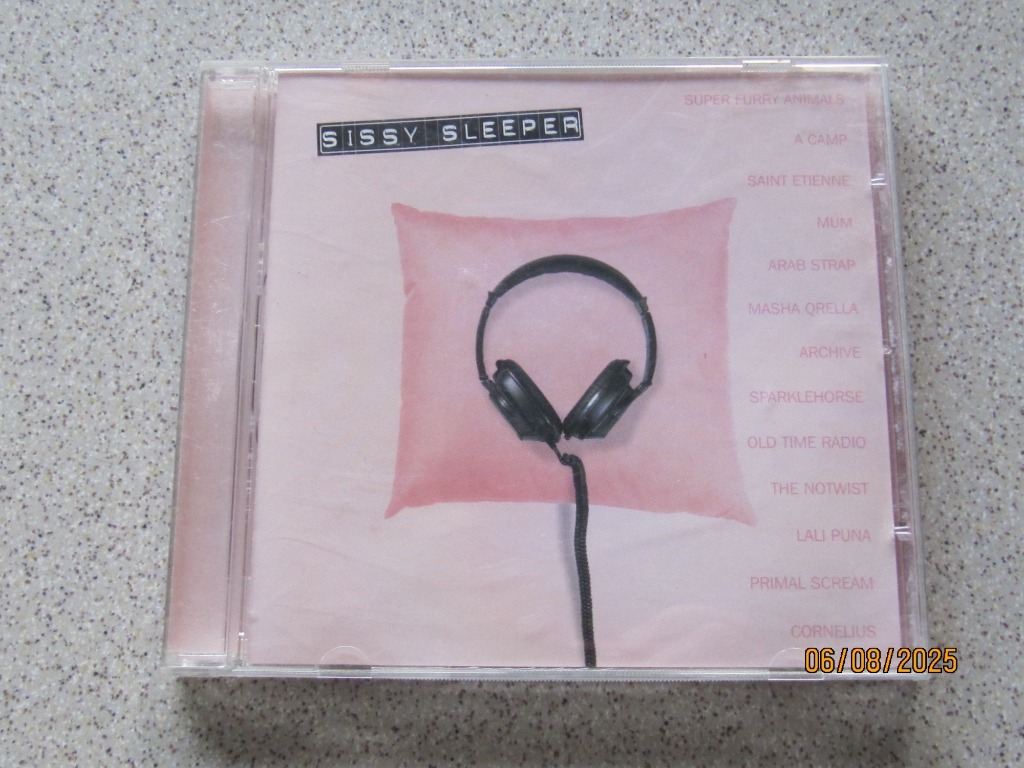 SISSY SLEEPER
SUPER FURRY ANIMALS
A CAMP
SAINT ETIENNE
MUM
ARAB STRAP
MASHA QRELLA
ARCHIVE
SPARKLEHORSE
OLD TIME RADIO
THE NOTWIST
LALI PUNA
PRIMAL SCREAM
CORNELIUS
06/08/2025